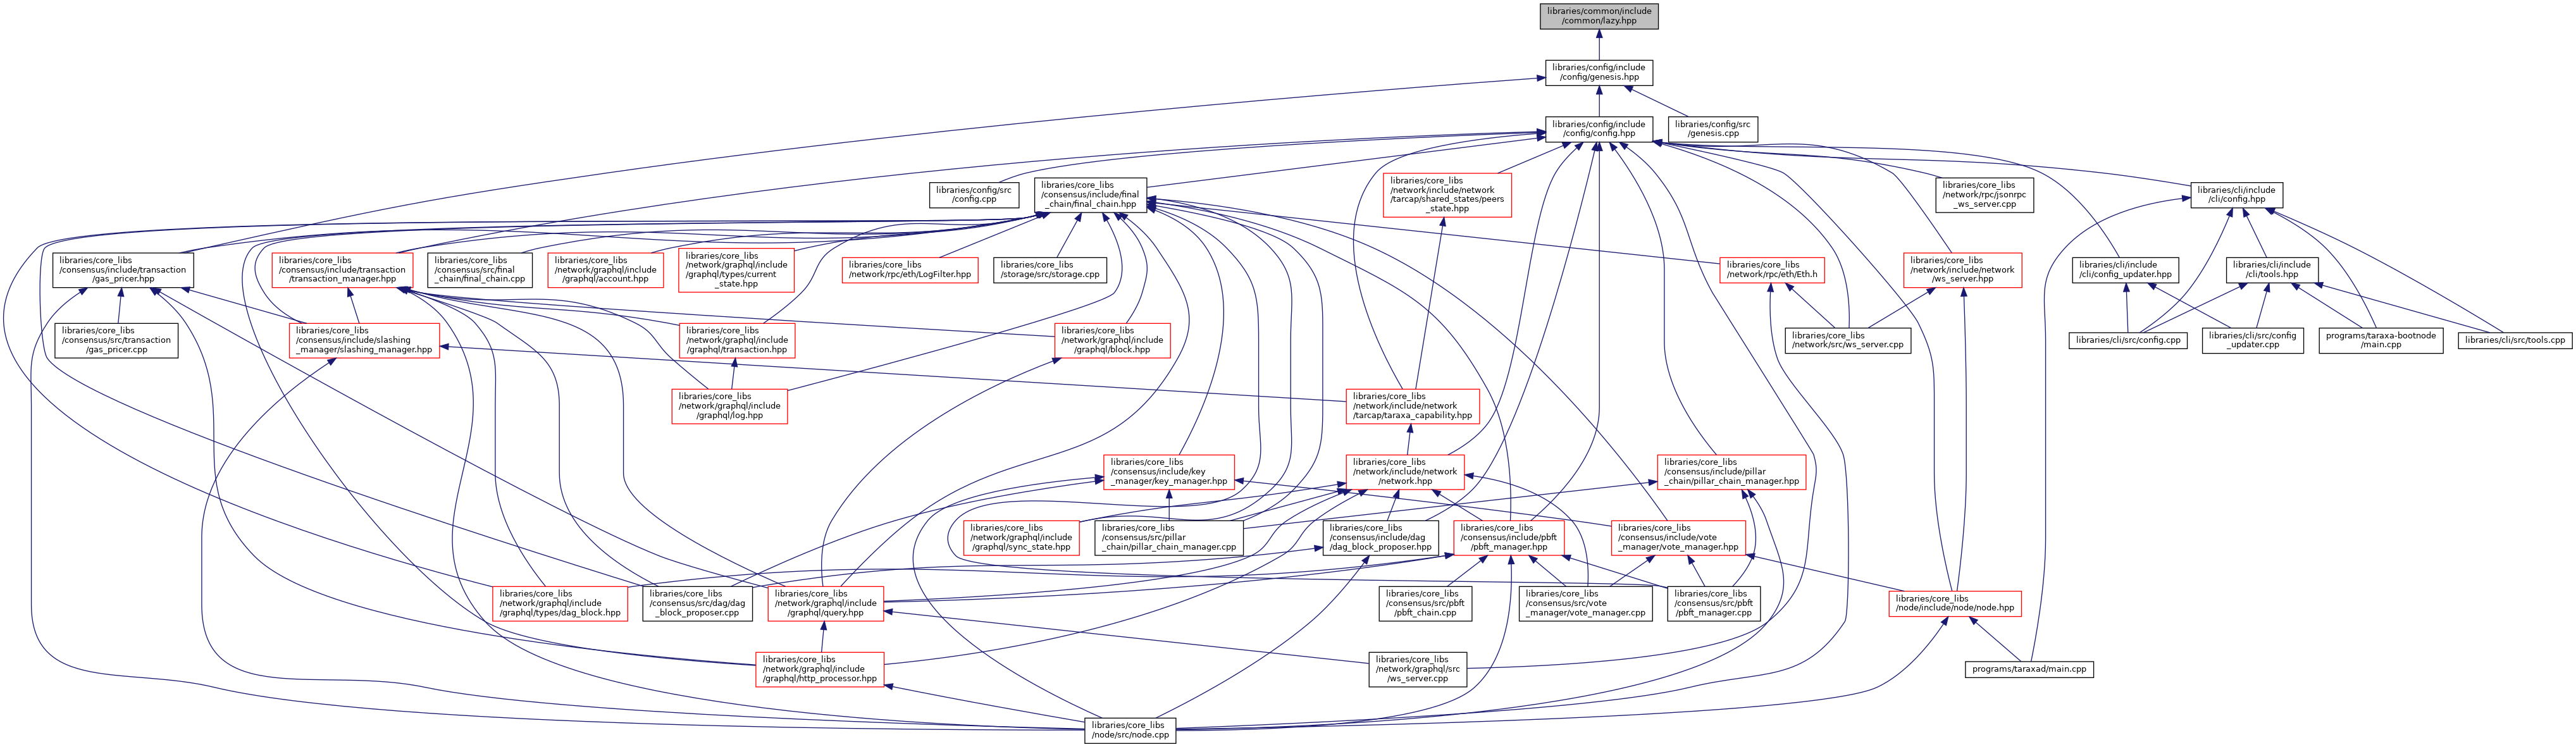 libraries/common/include
/common/lazy.hpp
libraries/config/include
/config/genesis.hpp
libraries/config/include
/config/config.hpp
libraries/config/src
/genesis.cpp
libraries/config/src
/config.cpp
libraries/core_libs
/consensus/include/final
_chain/final_chain.hpp
libraries/core_libs
/network/include/network
/tarcap/shared_states/peers
_state.hpp
libraries/core_libs
/network/rpc/jsonrpc
_ws_server.cpp
libraries/cli/include
/cli/config.hpp
libraries/core_libs
/consensus/include/transaction
/gas_pricer.hpp
libraries/core_libs
/consensus/include/transaction
/transaction_manager.hpp
libraries/core_libs
/consensus/src/final
_chain/final_chain.cpp
libraries/core_libs
/network/graphql/include
/graphql/account.hpp
libraries/core_libs
/network/graphql/include
/graphql/types/current
_state.hpp
libraries/core_libs
/network/rpc/eth/LogFilter.hpp
libraries/core_libs
/storage/src/storage.cpp
libraries/core_libs
/network/rpc/eth/Eth.h
libraries/core_libs
/network/include/network
/ws_server.hpp
libraries/cli/include
/cli/config_updater.hpp
libraries/cli/include
/cli/tools.hpp
libraries/core_libs
/consensus/src/transaction
/gas_pricer.cpp
libraries/core_libs
/consensus/include/slashing
_manager/slashing_manager.hpp
libraries/core_libs
/network/graphql/include
/graphql/transaction.hpp
libraries/core_libs
/network/graphql/include
/graphql/block.hpp
libraries/core_libs
/network/src/ws_server.cpp
libraries/cli/src/config.cpp
libraries/cli/src/config
_updater.cpp
programs/taraxa-bootnode
/main.cpp
libraries/cli/src/tools.cpp
libraries/core_libs
/network/graphql/include
/graphql/log.hpp
libraries/core_libs
/network/include/network
/tarcap/taraxa_capability.hpp
libraries/core_libs
/consensus/include/key
_manager/key_manager.hpp
libraries/core_libs
/network/include/network
/network.hpp
libraries/core_libs
/consensus/include/pillar
_chain/pillar_chain_manager.hpp
libraries/core_libs
/network/graphql/include
/graphql/sync_state.hpp
libraries/core_libs
/consensus/src/pillar
_chain/pillar_chain_manager.cpp
libraries/core_libs
/consensus/include/dag
/dag_block_proposer.hpp
libraries/core_libs
/consensus/include/pbft
/pbft_manager.hpp
libraries/core_libs
/consensus/include/vote
_manager/vote_manager.hpp
libraries/core_libs
/network/graphql/include
/graphql/types/dag_block.hpp
libraries/core_libs
/consensus/src/dag/dag
_block_proposer.cpp
libraries/core_libs
/network/graphql/include
/graphql/query.hpp
libraries/core_libs
/consensus/src/pbft
/pbft_chain.cpp
libraries/core_libs
/consensus/src/vote
_manager/vote_manager.cpp
libraries/core_libs
/consensus/src/pbft
/pbft_manager.cpp
libraries/core_libs
/node/include/node/node.hpp
libraries/core_libs
/network/graphql/include
/graphql/http_processor.hpp
libraries/core_libs
/network/graphql/src
/ws_server.cpp
programs/taraxad/main.cpp
libraries/core_libs
/node/src/node.cpp